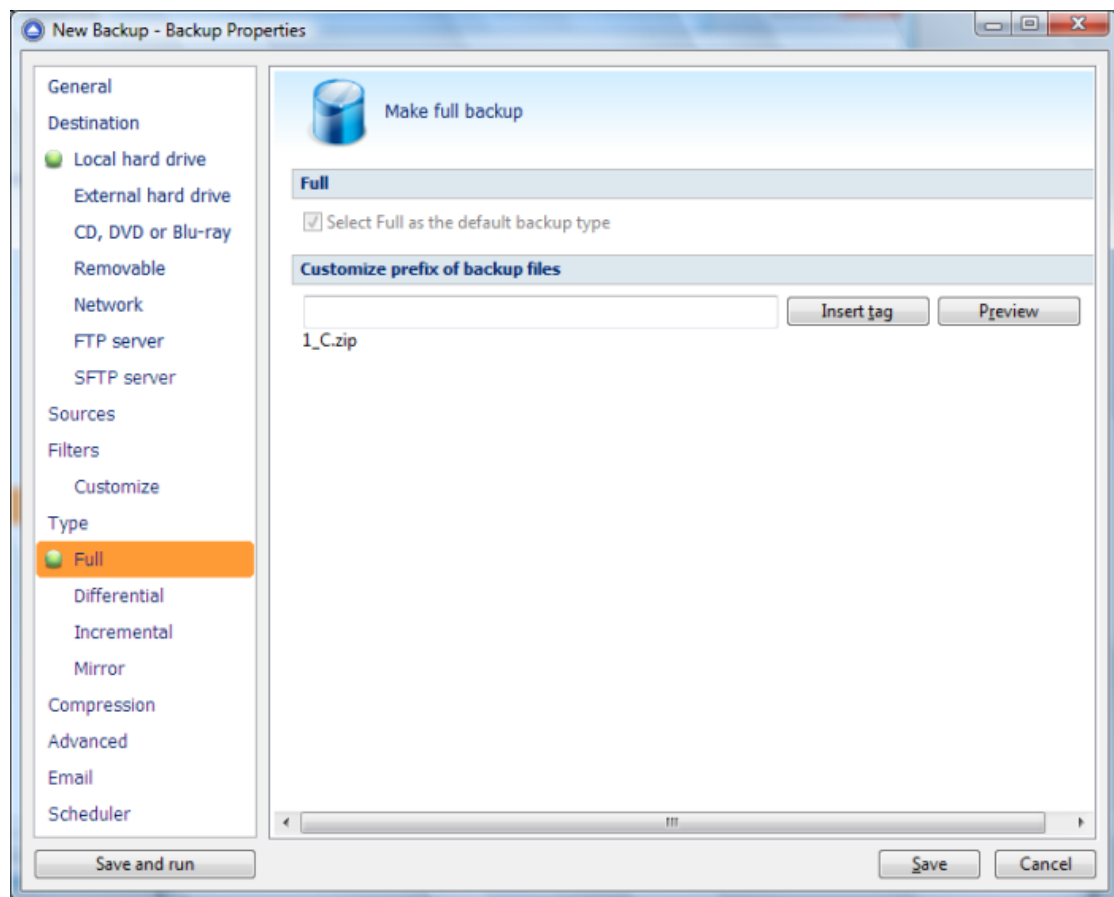 New Backup - Backup Properties
General
Destination
Local hard drive
External hard drive
CD, DVD or Blu-ray
Removable
Network
FTP server
SFTP server
Sources
Filters
Customize
Type
Full
Differential
Incremental
Mirror
Compression
Advanced
Email
Scheduler
Save and run
Make full backup
Full
Select Full as the default backup type
Customize prefix of backup files
Insert tag Preview
1_C.zip
Save Cancel